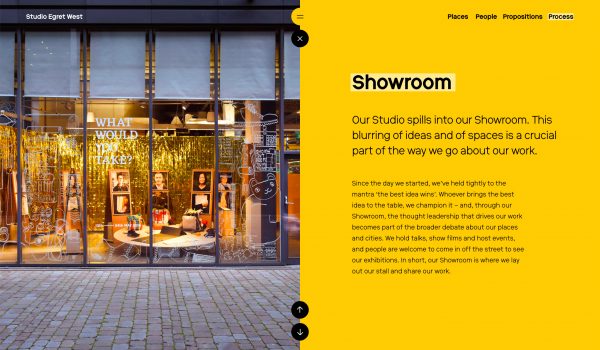 Studio Egret West
Places People Propositions Process
WHAT
WOULD
YOU
TAKE?
Showroom
Our Studio spills into our Showroom. This
blurring of ideas and of spaces is a crucial
part of the way we go about our work.
Since the day we started, we've held tightly to the
mantra 'the best idea wins'. Whoever brings the best
idea to the table, we champion it – and, through our
Showroom, the thought leadership that drives our work
becomes part of the broader debate about our places
and cities. We hold talks, show films and host events,
and people are welcome to come in off the street to see
our exhibitions. In short, our Showroom is where we lay
out our stall and share our work.